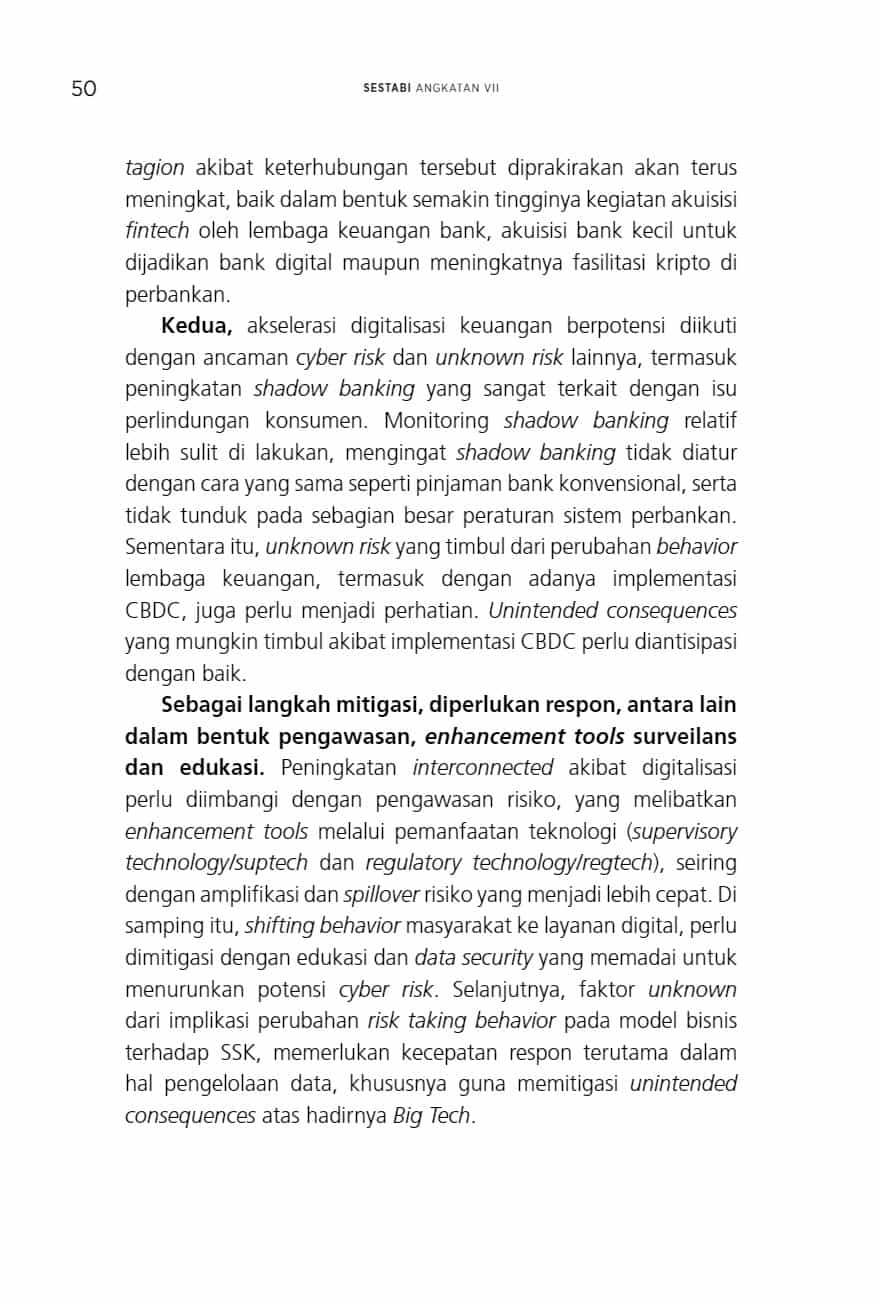 50
SESTABI ANGKATAN VII
tagion akibat keterhubungan tersebut diprakirakan akan terus
meningkat, baik dalam bentuk semakin tingginya kegiatan akuisisi
fintech oleh lembaga keuangan bank, akuisisi bank kecil untuk
dijadikan bank digital maupun meningkatnya fasilitasi kripto di
perbankan.
Kedua, akselerasi digitalisasi keuangan berpotensi diikuti
dengan ancaman cyber risk dan unknown risk lainnya, termasuk
peningkatan shadow banking yang sangat terkait dengan isu
perlindungan konsumen. Monitoring shadow banking relatif
lebih sulit di lakukan, mengingat shadow banking tidak diatur
dengan cara yang sama seperti pinjaman bank konvensional, serta
tidak tunduk pada sebagian besar peraturan sistem perbankan.
Sementara itu, unknown risk yang timbul dari perubahan behavior
lembaga keuangan, termasuk dengan adanya implementasi
CBDC, juga perlu menjadi perhatian. Unintended consequences
yang mungkin timbul akibat implementasi CBDC perlu diantisipasi
dengan baik.
Sebagai langkah mitigasi, diperlukan respon, antara lain
dalam bentuk pengawasan, enhancement tools surveilans
dan edukasi. Peningkatan interconnected akibat digitalisasi
perlu diimbangi dengan pengawasan risiko, yang melibatkan
enhancement tools melalui pemanfaatan teknologi (supervisory
technology/suptech dan regulatory technology/regtech), seiring
dengan amplifikasi dan spillover risiko yang menjadi lebih cepat. Di
samping itu, shifting behavior masyarakat ke layanan digital, perlu
dimitigasi dengan edukasi dan data security yang memadai untuk
menurunkan potensi cyber risk. Selanjutnya, faktor unknown
dari implikasi perubahan risk taking behavior pada model bisnis
terhadap SSK, memerlukan kecepatan respon terutama dalam
hal pengelolaan data, khususnya guna memitigasi unintended
consequences atas hadirnya Big Tech.